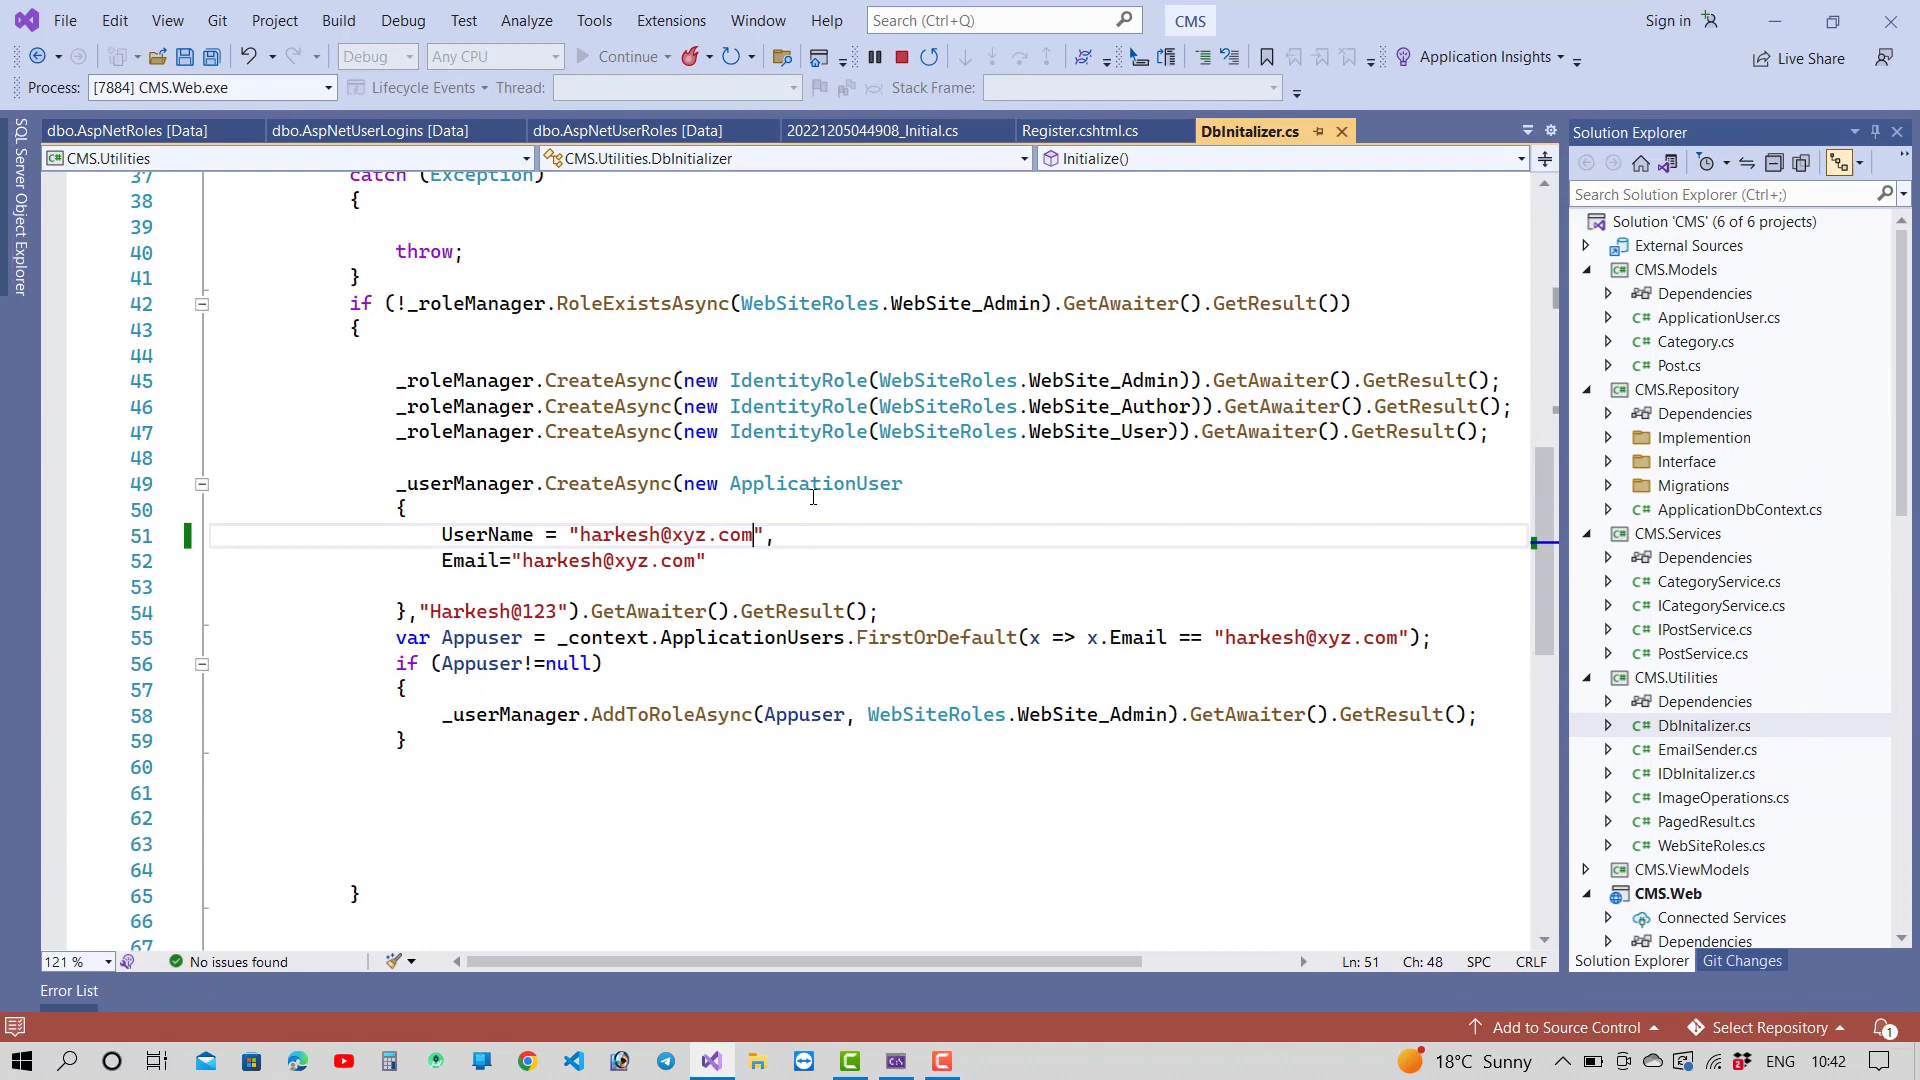 File Edit View Git Project Build Debug Test Analyze Tools Extensions Window Help Search (Ctrl+Q) CMS Sign in
Debug Any CPU Continue Application Insights Live Share
Process: [7884] CMS.Web.exe Lifecycle Events Thread: Stack Frame:
SQL Server Object Explorer
dbo.AspNetRoles [Data] dbo.AspNetUserLogins [Data] dbo.AspNetUserRoles [Data] 20221205044908_Initial.cs Register.cshtml.cs DbInitalizer.cs
CMS.Utilities CMS.Utilities.DbInitializer Initialize()
37 catch (Exception)
38 {
39
40 throw;
41 }
42 if (!_roleManager.RoleExistsAsync(WebSiteRoles.WebSite_Admin).GetAwaiter().GetResult())
43 {
44
45 _roleManager.CreateAsync(new IdentityRole(WebSiteRoles.WebSite_Admin)).GetAwaiter().GetResult();
46 _roleManager.CreateAsync(new IdentityRole(WebSiteRoles.WebSite_Author)).GetAwaiter().GetResult();
47 _roleManager.CreateAsync(new IdentityRole(WebSiteRoles.WebSite_User)).GetAwaiter().GetResult();
48
49 _userManager.CreateAsync(new ApplicationUser
50 {
51 UserName = "harkesh@xyz.com",
52 Email="harkesh@xyz.com"
53
54 },"Harkesh@123").GetAwaiter().GetResult();
55 var Appuser = _context.ApplicationUsers.FirstOrDefault(x => x.Email == "harkesh@xyz.com");
56 if (Appuser!=null)
57 {
58 _userManager.AddToRoleAsync(Appuser, WebSiteRoles.WebSite_Admin).GetAwaiter().GetResult();
59 }
60
61
62
63
64
65 }
66
67
121 % No issues found Ln: 51 Ch: 48 SPC CRLF
Error List
Solution Explorer
Search Solution Explorer (Ctrl+;)
Solution 'CMS' (6 of 6 projects)
External Sources
CMS.Models
Dependencies
C# ApplicationUser.cs
C# Category.cs
C# Post.cs
CMS.Repository
Dependencies
Implemention
Interface
Migrations
C# ApplicationDbContext.cs
CMS.Services
Dependencies
C# CategoryService.cs
C# ICategoryService.cs
C# IPostService.cs
C# PostService.cs
CMS.Utilities
Dependencies
C# DbInitalizer.cs
C# EmailSender.cs
C# IDbInitalizer.cs
C# ImageOperations.cs
C# PagedResult.cs
C# WebSiteRoles.cs
CMS.ViewModels
CMS.Web
Connected Services
Dependencies
Solution Explorer Git Changes
Add to Source Control Select Repository 1
18°C Sunny ENG 10:42